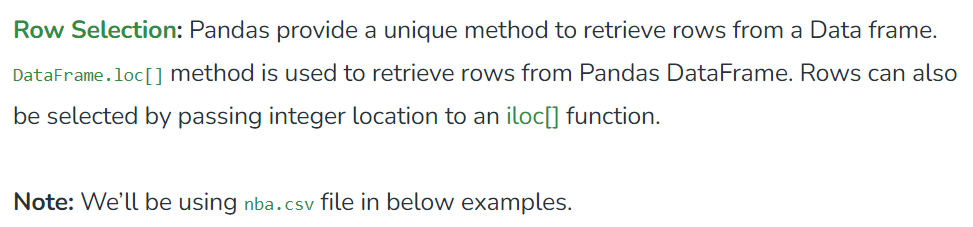 Row Selection: Pandas provide a unique method to retrieve rows from a Data frame.
DataFrame.loc[] method is used to retrieve rows from Pandas DataFrame. Rows can also
be selected by passing integer location to an iloc[] function.
Note: We’ll be using nba.csv file in below examples.